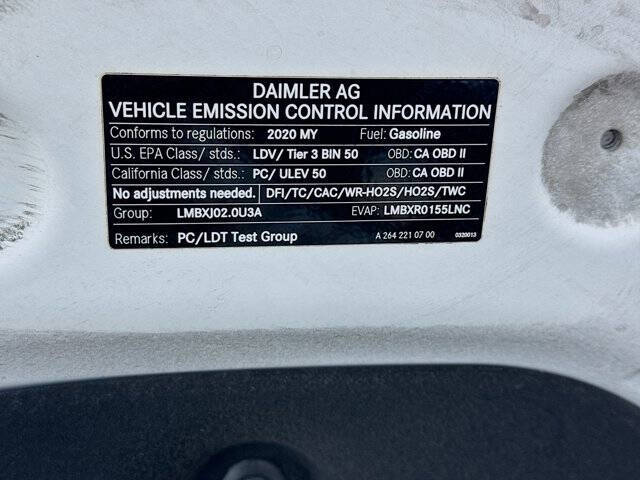 DAIMLER AG
VEHICLE EMISSION CONTROL INFORMATION
Conforms to regulations: 2020 MY Fuel: Gasoline
U.S. EPA Class/ stds.: LDV/ Tier 3 BIN 50 OBD: CA OBD II
California Class/ stds.: PC/ ULEV 50 OBD: CA OBD II
No adjustments needed. DFI/TC/CAC/WR-HO2S/HO2S/TWC
Group: LMBXJ02.0U3A EVAP: LMBXR0155LNC
Remarks: PC/LDT Test Group A 264 221 07 00 0320013